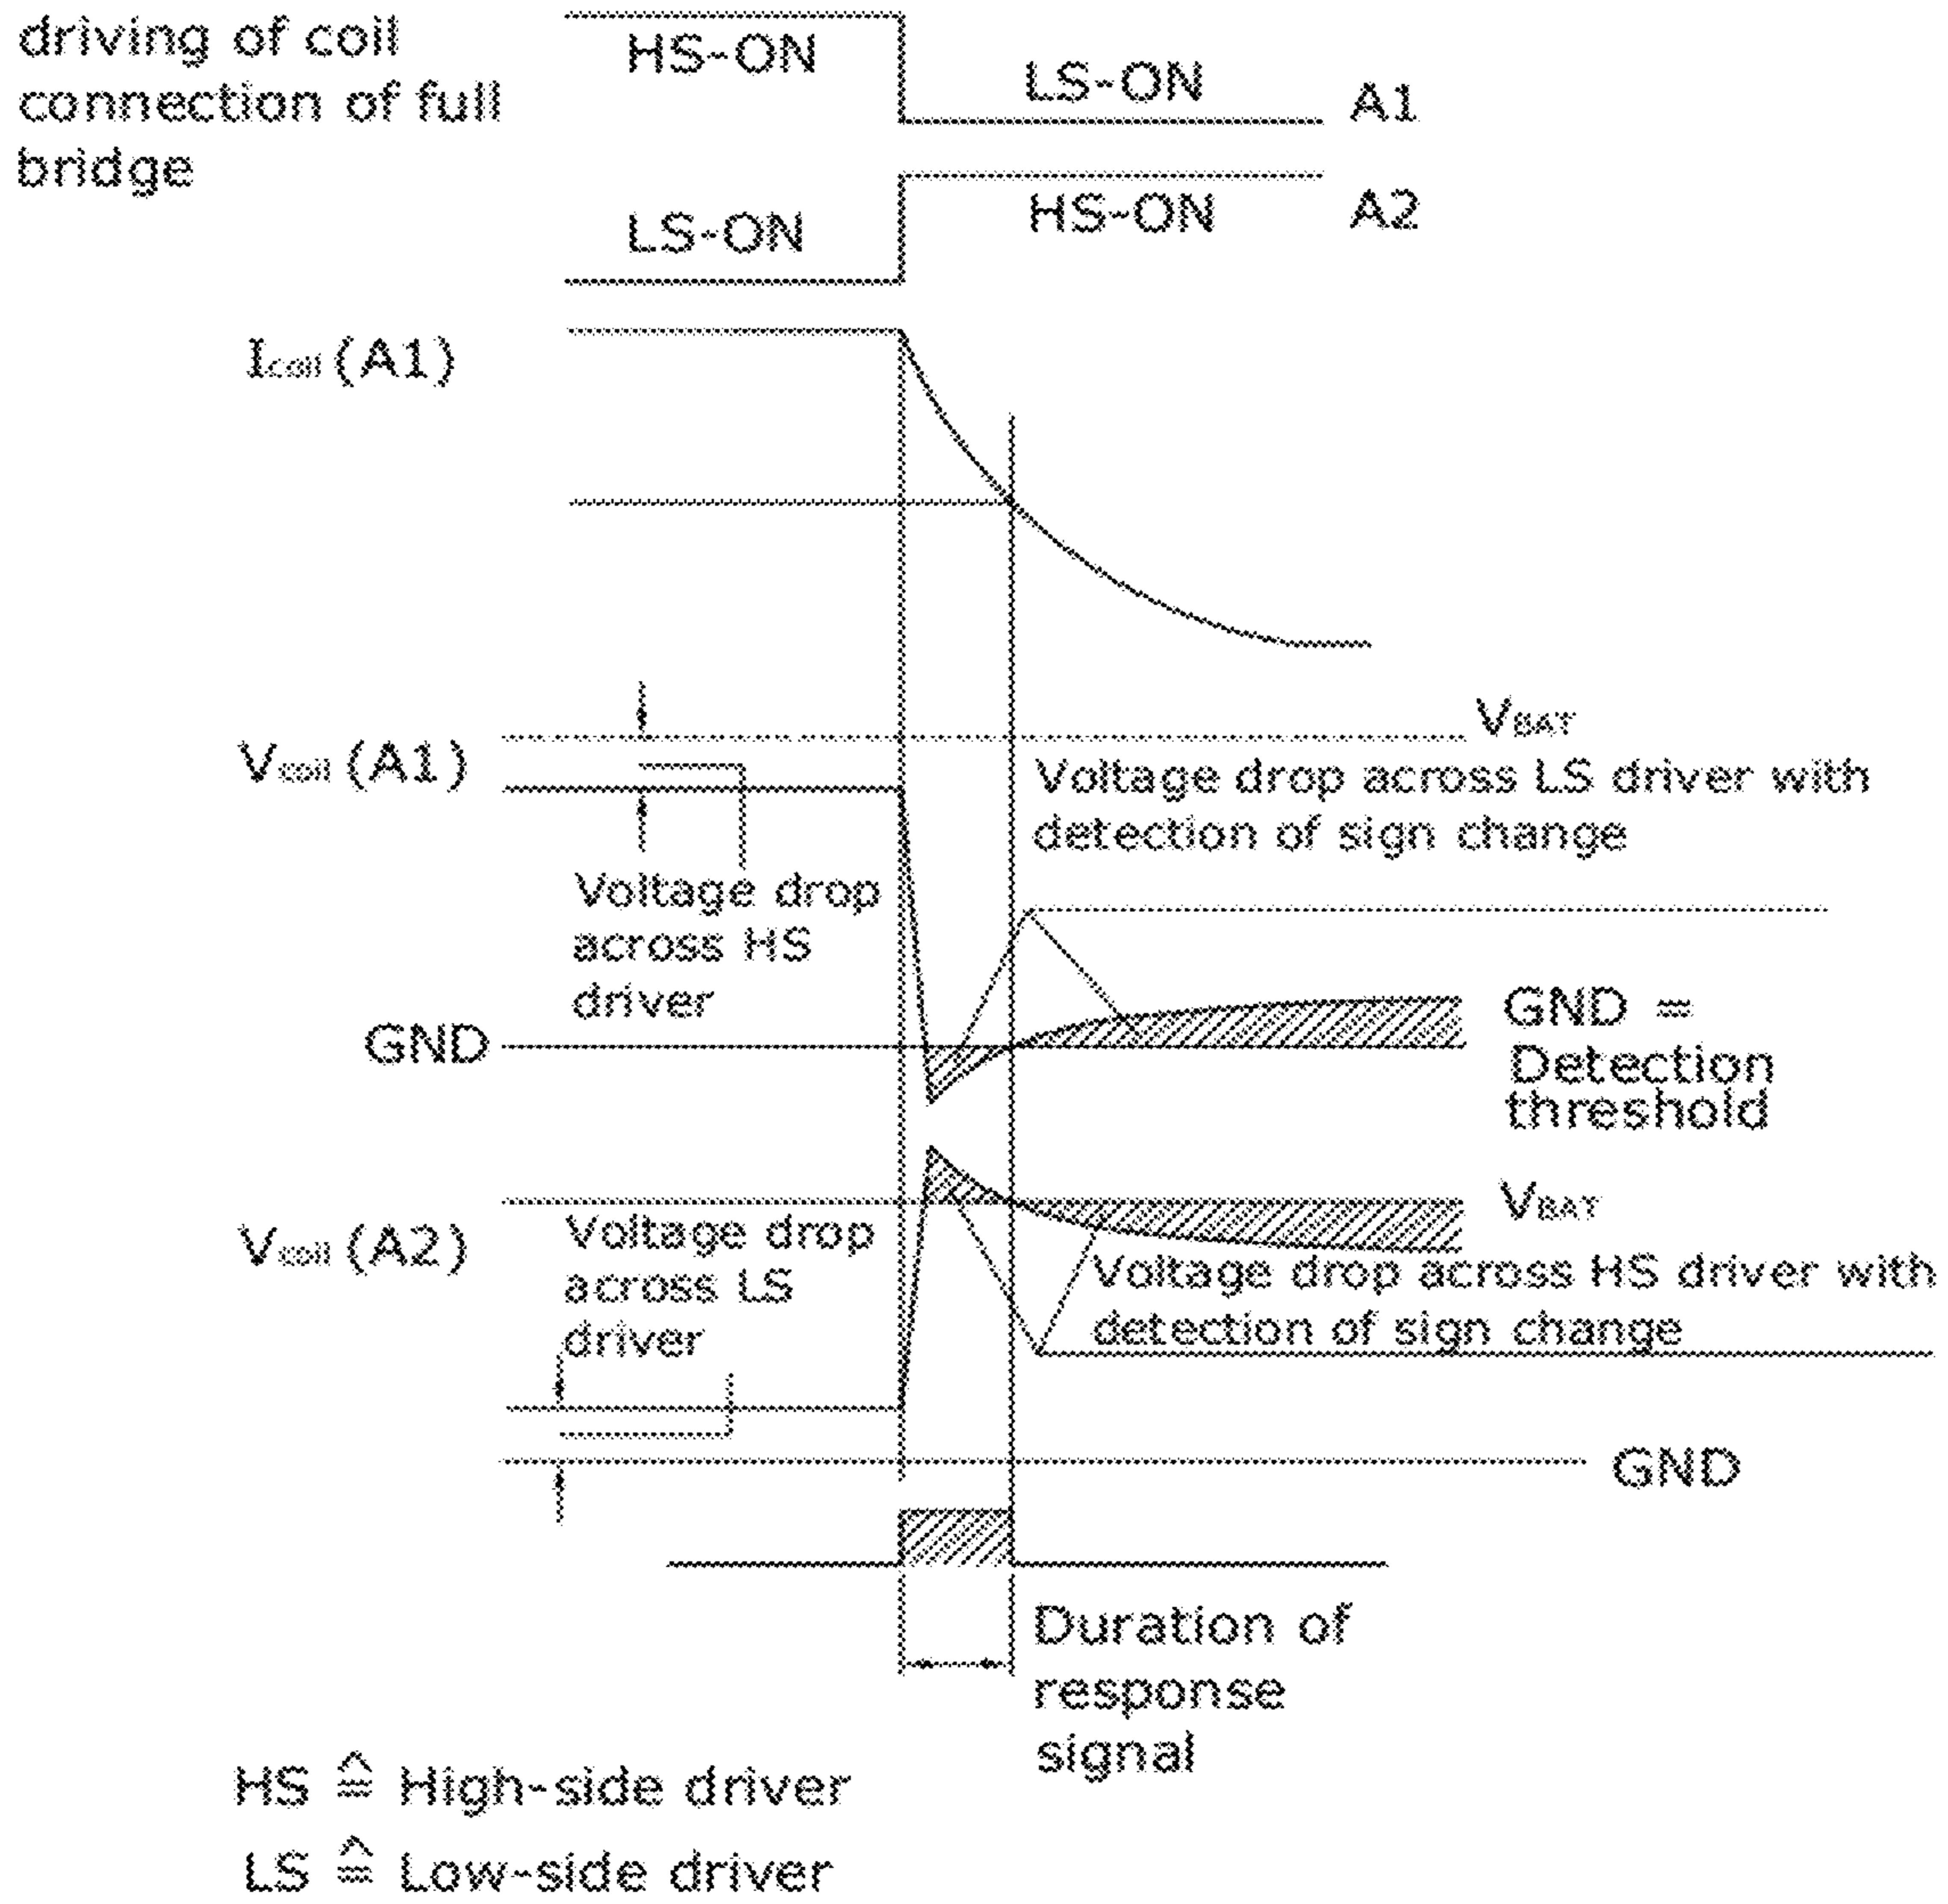 driving of coil
connection of full
bridge
HS-ON
LS-ON
A1
LS-ON
HS-ON
A2
Icoil (A1)
VBAT
Vcoil (A1)
Voltage drop across LS driver with
detection of sign change
Voltage drop
across HS
driver
GND
GND =
Detection
threshold
VBAT
Vcoil (A2)
Voltage drop
across LS
driver
Voltage drop across HS driver with
detection of sign change
GND
Duration of
response
signal
HS ≙ High-side driver
LS ≙ Low-side driver